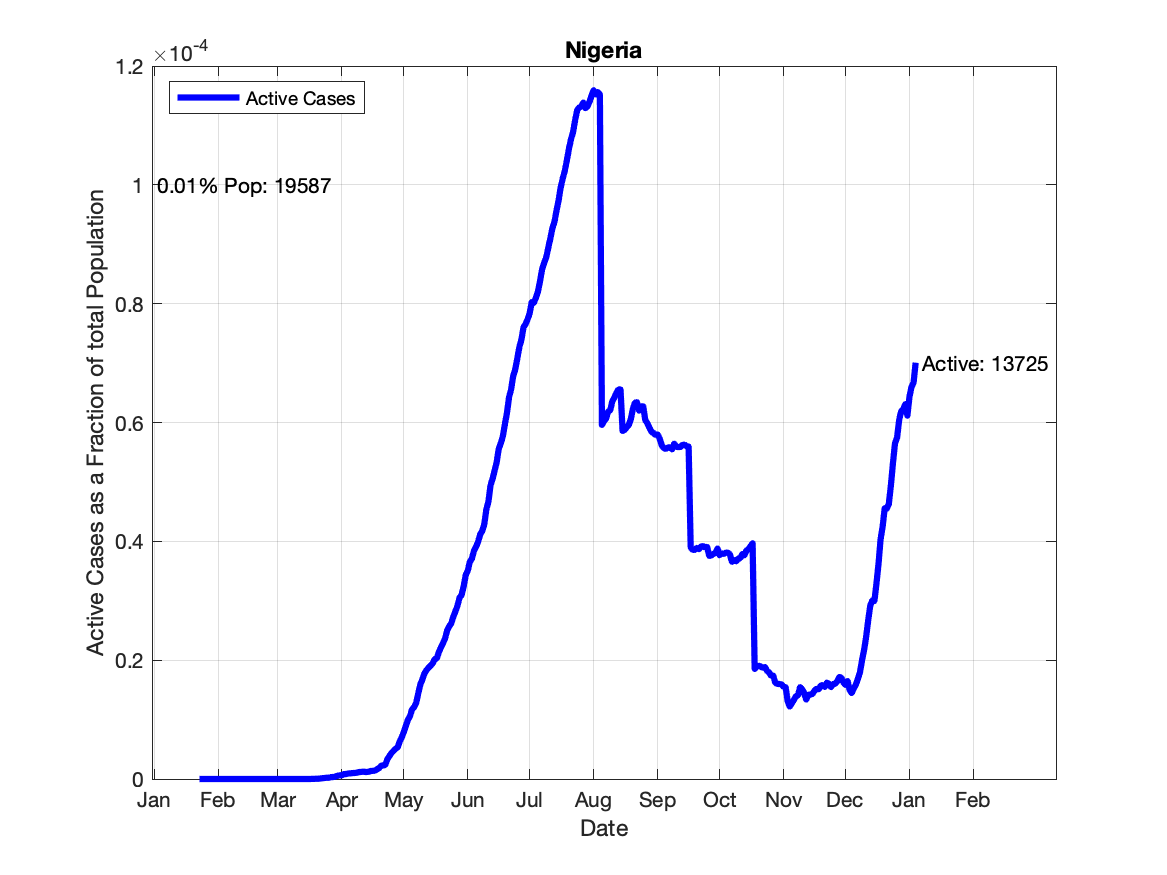 Nigeria
×10-4
1.2
1
0.8
0.6
0.4
0.2
0
Active Cases
0.01% Pop: 19587
Active: 13725
Active Cases as a Fraction of total Population
Jan Feb Mar Apr May Jun Jul Aug Sep Oct Nov Dec Jan Feb
Date